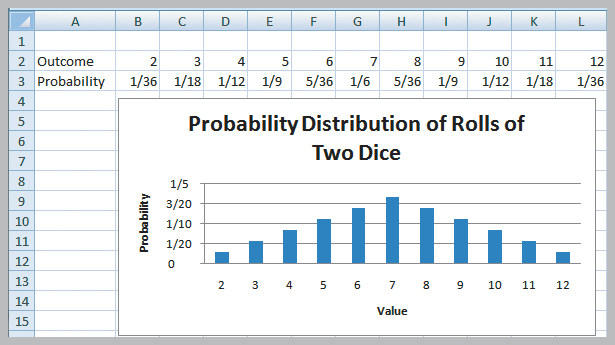 A B C D E F G H I J K L
1
2 Outcome 2 3 4 5 6 7 8 9 10 11 12
3 Probability 1/36 1/18 1/12 1/9 5/36 1/6 5/36 1/9 1/12 1/18 1/36
4
5
6
7
8
9
10
11
12
13
14
15
Probability Distribution of Rolls of
Two Dice
Probability
1/5
3/20
1/10
1/20
0
2 3 4 5 6 7 8 9 10 11 12
Value